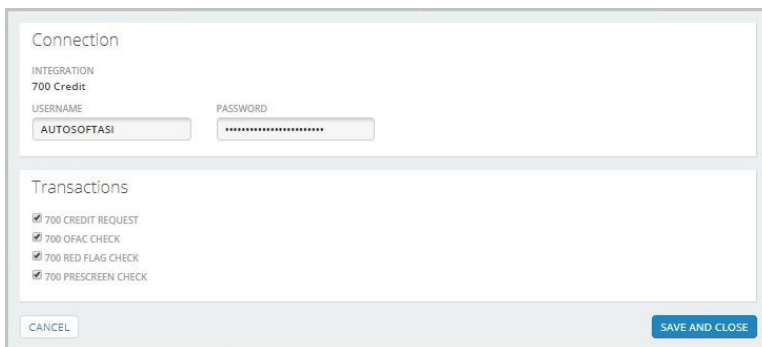 Connection
INTEGRATION
700 Credit
USERNAME PASSWORD
AUTOSOFTASI ••••••••••••••••••••••••
Transactions
700 CREDIT REQUEST
700 OFAC CHECK
700 RED FLAG CHECK
700 PRESCREEN CHECK
CANCEL SAVE AND CLOSE